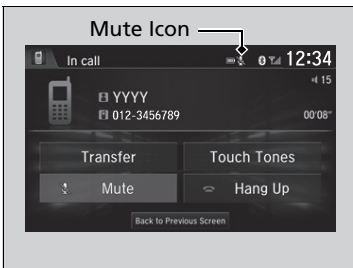 Mute Icon
In call 12:34
15
YYYY
012-3456789 00'08"
Transfer Touch Tones
Mute Hang Up
Back to Previous Screen